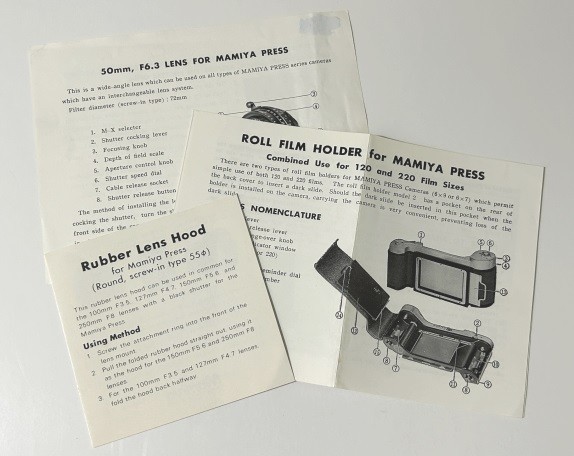 50mm, F6.3 LENS FOR MAMIYA PRESS
This is a wide-angle lens which can be used on all types of MAMIYA PRESS series cameras
which have an interchangeable lens system.
Filter diameter (screw-in type) : 72mm
1. M-X selector
2. Shutter cocking lever
3. Focusing knob
4. Depth of field scale
5. Aperture control knob
6. Shutter speed dial
7. Cable release socket
8. Shutter release button
The method of installing the
cocking the shutter, turn the
front side of the
ROLL FILM HOLDER for MAMIYA PRESS
Combined Use for 120 and 220 Film Sizes
There are two types of roll film holders for MAMIYA PRESS Cameras (6×9 or 6×7) which permit
simple use of both 120 and 220 films. The roll film holder model 2 has a pocket on the rear of
the back cover to insert a dark slide. Should the dark slide be inserted in this pocket when the
holder is installed on the camera, carrying the camera is very convenient, preventing loss of the
dark slide.
NOMENCLATURE
lever
release lever
over knob
indicator window
220)
reminder dial
Rubber Lens Hood
for Mamiya Press
(Round, screw-in type 55φ)
This rubber lens hood can be used in common for
the 100mm F3.5, 127mm F4.7, 150mm F5.6, and
250mm F8 lenses with a black shutter for the
Mamiya Press.
Using Method
1 Screw the attachment ring into the front of the
lens mount.
2 Pull the folded rubber hood straight out, using it
as the hood for the 150mm F5.6 and 250mm F8
lenses.
3 For the 100mm F3.5 and 127mm F4.7 lenses
fold the hood back halfway.